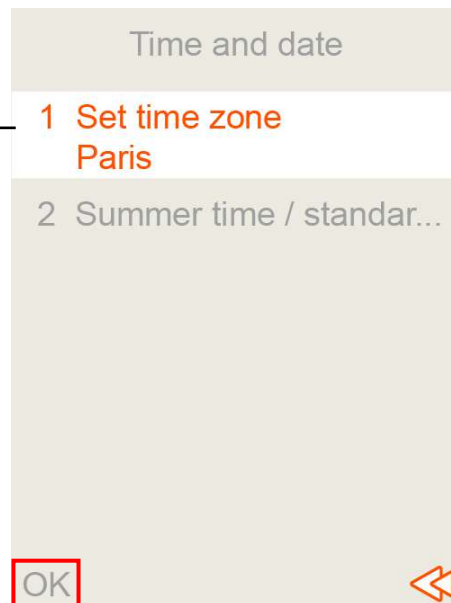 Time and date
1 Set time zone
Paris
2 Summer time / standar...
OK